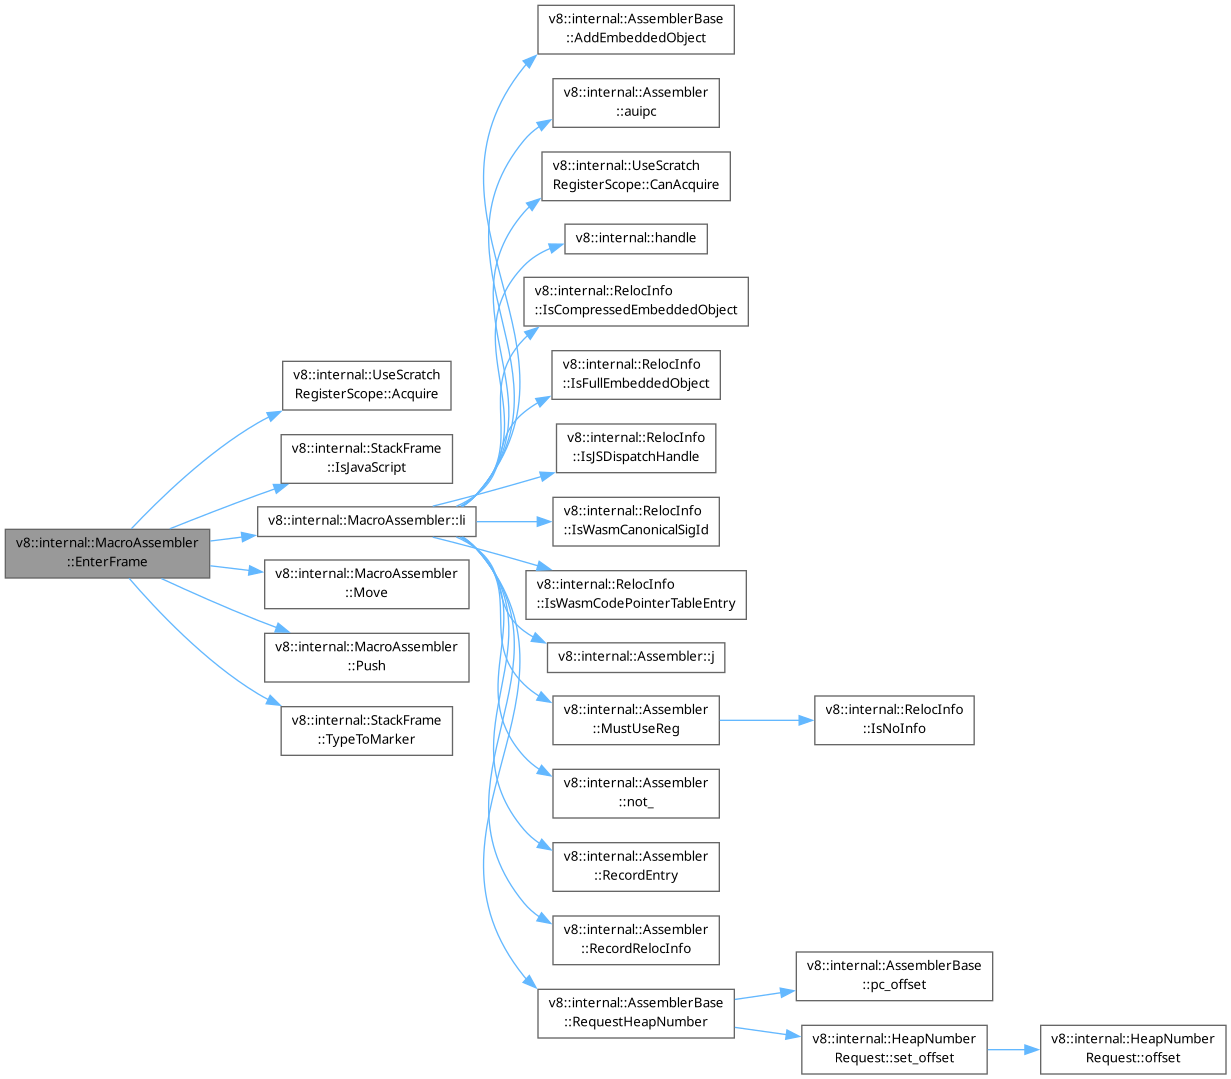 v8::internal::MacroAssembler
::EnterFrame
v8::internal::UseScratch
RegisterScope::Acquire
v8::internal::StackFrame
::IsJavaScript
v8::internal::MacroAssembler::li
v8::internal::MacroAssembler
::Move
v8::internal::MacroAssembler
::Push
v8::internal::StackFrame
::TypeToMarker
v8::internal::AssemblerBase
::AddEmbeddedObject
v8::internal::Assembler
::auipc
v8::internal::UseScratch
RegisterScope::CanAcquire
v8::internal::handle
v8::internal::RelocInfo
::IsCompressedEmbeddedObject
v8::internal::RelocInfo
::IsFullEmbeddedObject
v8::internal::RelocInfo
::IsJSDispatchHandle
v8::internal::RelocInfo
::IsWasmCanonicalSigId
v8::internal::RelocInfo
::IsWasmCodePointerTableEntry
v8::internal::Assembler::j
v8::internal::Assembler
::MustUseReg
v8::internal::Assembler
::not_
v8::internal::Assembler
::RecordEntry
v8::internal::Assembler
::RecordRelocInfo
v8::internal::AssemblerBase
::RequestHeapNumber
v8::internal::RelocInfo
::IsNoInfo
v8::internal::AssemblerBase
::pc_offset
v8::internal::HeapNumber
Request::set_offset
v8::internal::HeapNumber
Request::offset